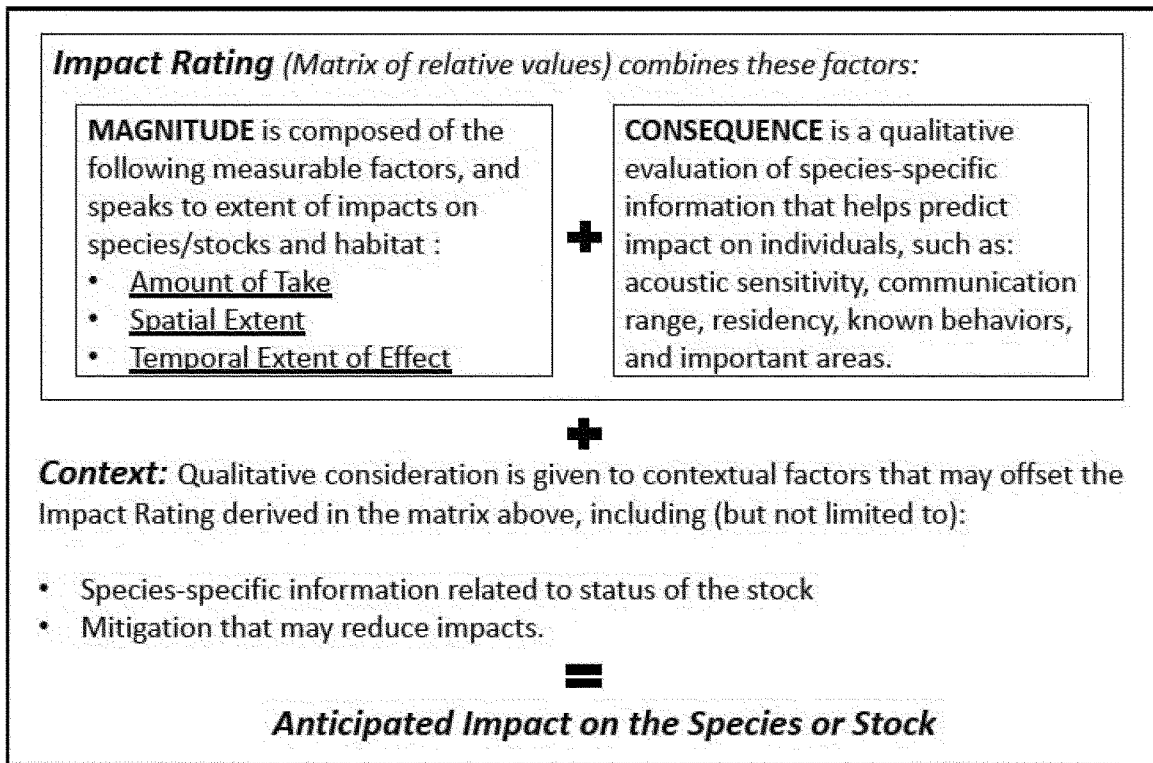 Impact Rating (Matrix of relative values) combines these factors:
MAGNITUDE is composed of the
following measurable factors, and
speaks to extent of impacts on
species/stocks and habitat :
• Amount of Take
• Spatial Extent
• Temporal Extent of Effect
+
CONSEQUENCE is a qualitative
evaluation of species-specific
information that helps predict
impact on individuals, such as:
acoustic sensitivity, communication
range, residency, known behaviors,
and important areas.
+
Context: Qualitative consideration is given to contextual factors that may offset the
Impact Rating derived in the matrix above, including (but not limited to):
• Species-specific information related to status of the stock
• Mitigation that may reduce impacts.
=
Anticipated Impact on the Species or Stock